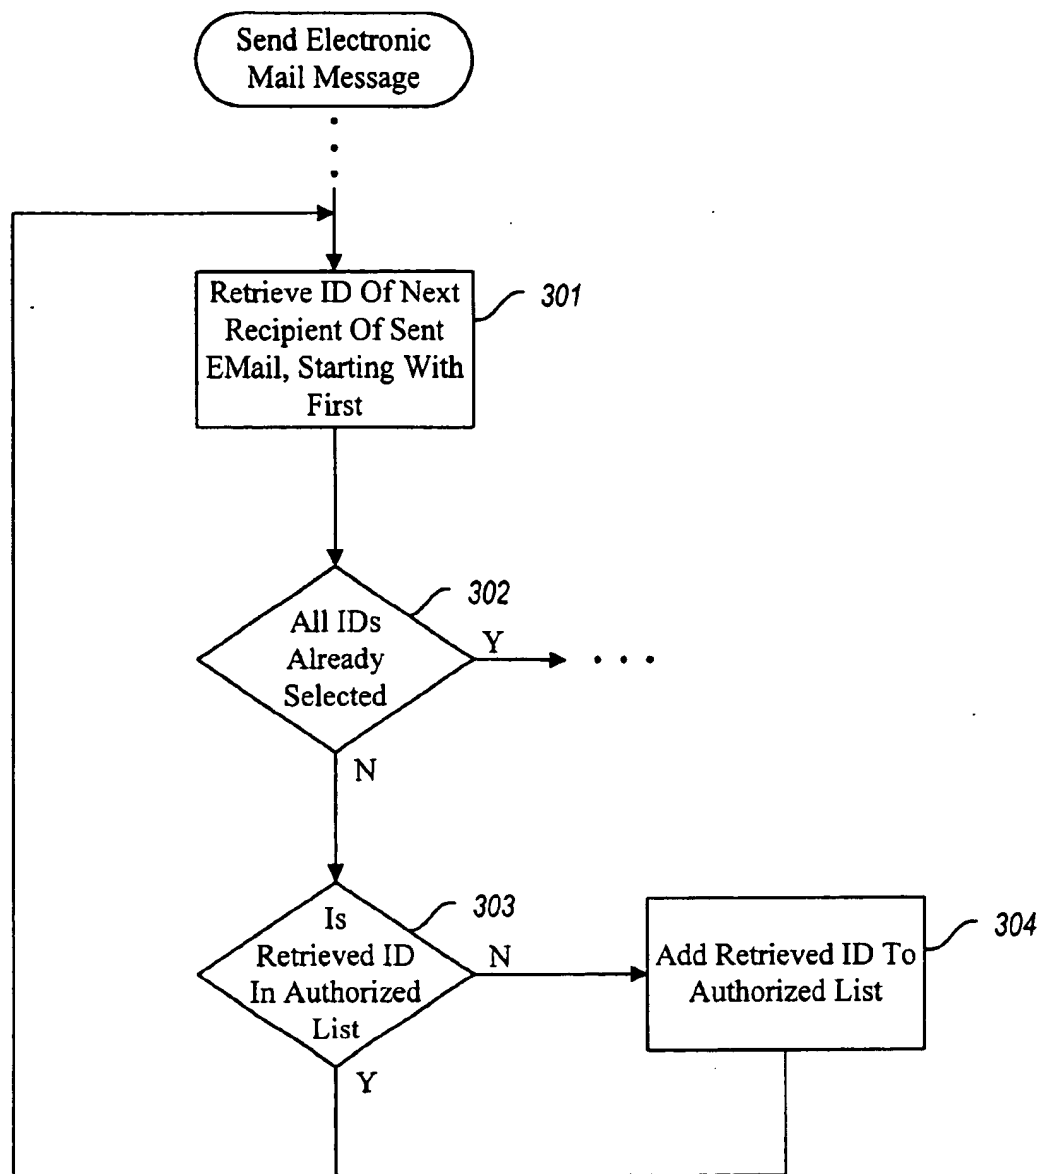 Send Electronic
Mail Message
Retrieve ID Of Next
Recipient Of Sent
EMail, Starting With
First
301
All IDs
Already
Selected
302
Y
N
Is
Retrieved ID
In Authorized
List
303
N
Y
Add Retrieved ID To
Authorized List
304